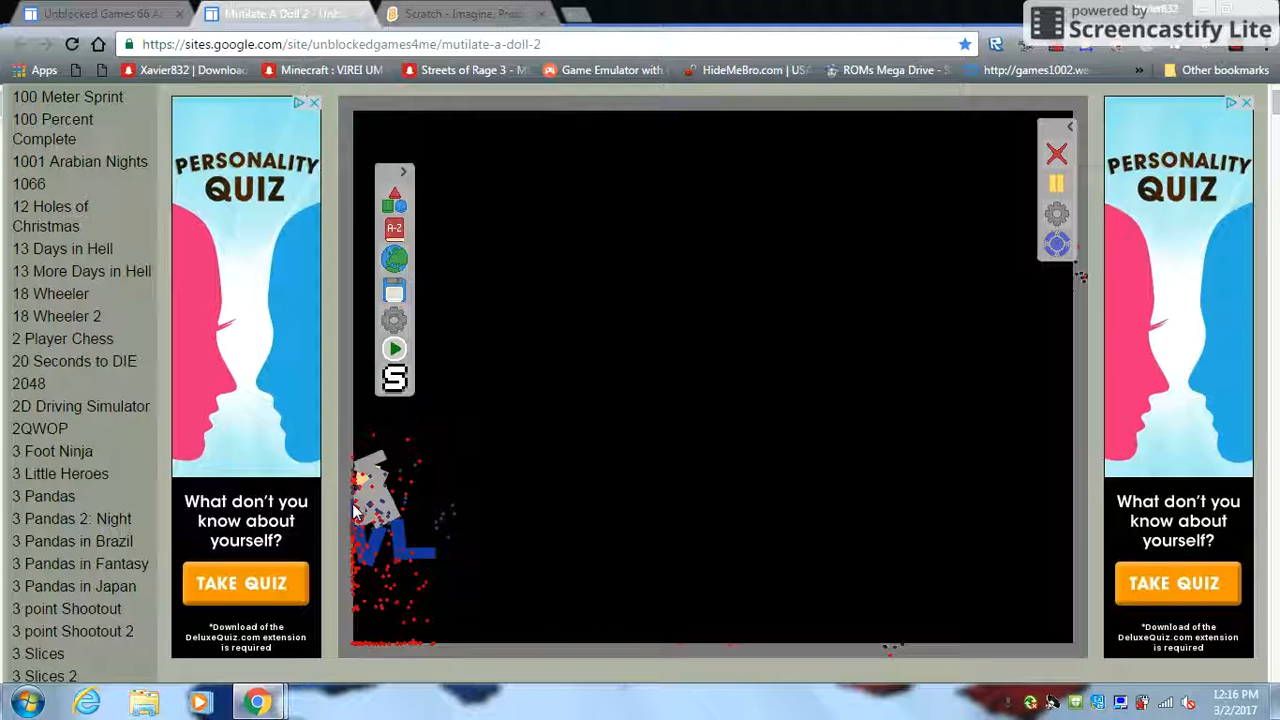 Unblocked Games 66
Mutilate A Doll 2 - Unb
Scratch - Imagine, Pro
powered by
Screencastify Lite
https://sites.google.com/site/unblockedgames4me/mutilate-a-doll-2
Apps
Xavier832 | Download
Minecraft : VIREI UM
Streets of Rage 3 - M
Game Emulator with
HideMeBro.com | USA
ROMs Mega Drive -
http://games1002.we
»
Other bookmarks
100 Meter Sprint
100 Percent
Complete
1001 Arabian Nights
1066
12 Holes of
Christmas
13 Days in Hell
13 More Days in Hell
18 Wheeler
18 Wheeler 2
2 Player Chess
20 Seconds to DIE
2048
2D Driving Simulator
2QWOP
3 Foot Ninja
3 Little Heroes
3 Pandas
3 Pandas 2: Night
3 Pandas in Brazil
3 Pandas in Fantasy
3 Pandas in Japan
3 point Shootout
3 point Shootout 2
3 Slices
3 Slices 2
PERSONALITY
QUIZ
What don't you
know about
yourself?
TAKE QUIZ
*Download of the
DeluxeQuiz.com extension
is required
A-Z
S
PERSONALITY
QUIZ
What don't you
know about
yourself?
TAKE QUIZ
*Download of the
DeluxeQuiz.com extension
is required
12:16 PM
3/2/2017